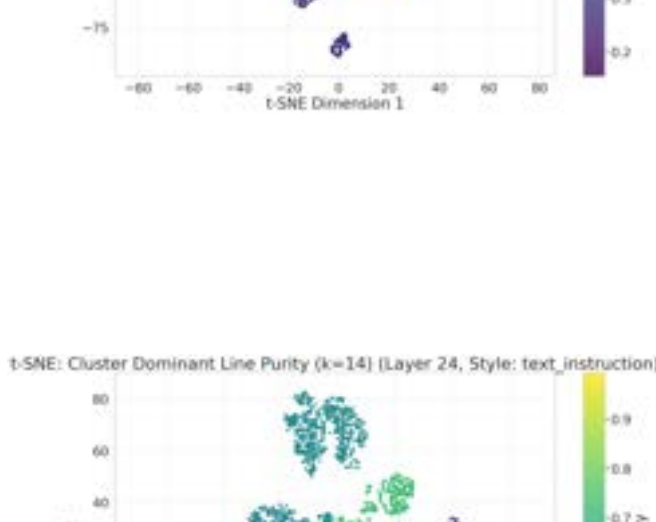 −75
0.2
−80 −60 −40 −20 0 20 40 60 80
t-SNE Dimension 1
t-SNE: Cluster Dominant Line Purity (k=14) (Layer 24, Style: text_instruction)
80
0.9
60
0.8
40
0.7